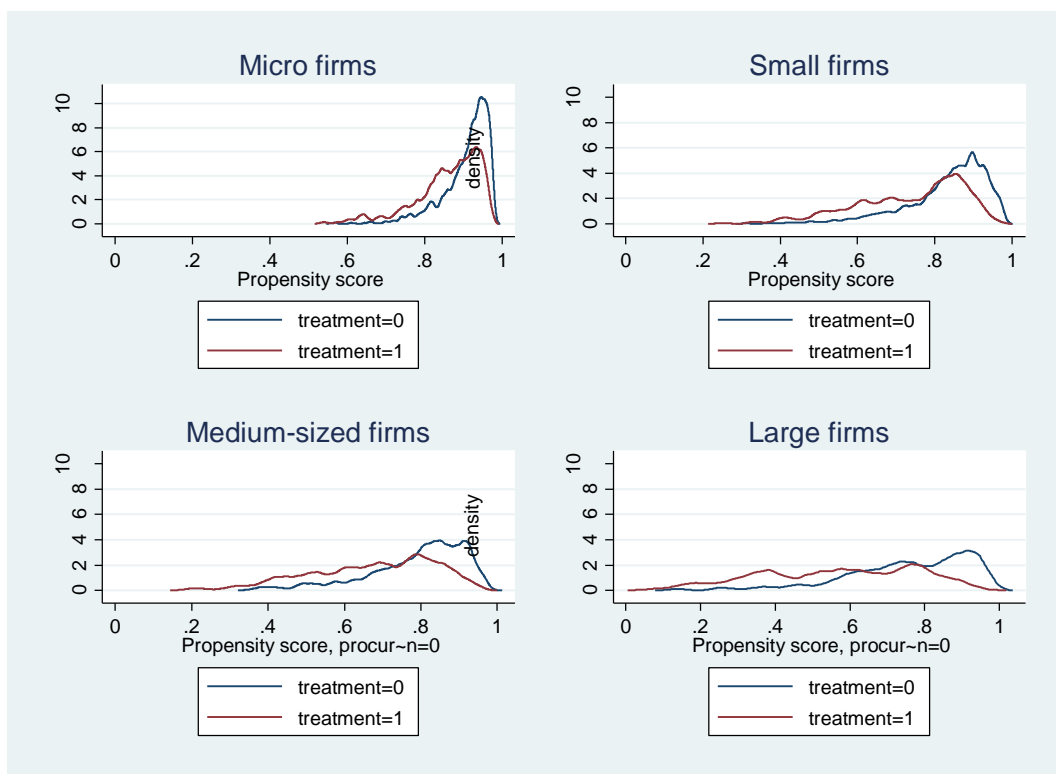 Micro firms
10
8
6
4
2
0
density
0 .2 .4 .6 .8 1
Propensity score
treatment=0
treatment=1
Small firms
10
8
6
4
2
0
0 .2 .4 .6 .8 1
Propensity score
treatment=0
treatment=1
Medium-sized firms
10
8
6
4
2
0
density
0 .2 .4 .6 .8 1
Propensity score, procur~n=0
treatment=0
treatment=1
Large firms
10
8
6
4
2
0
0 .2 .4 .6 .8 1
Propensity score, procur~n=0
treatment=0
treatment=1